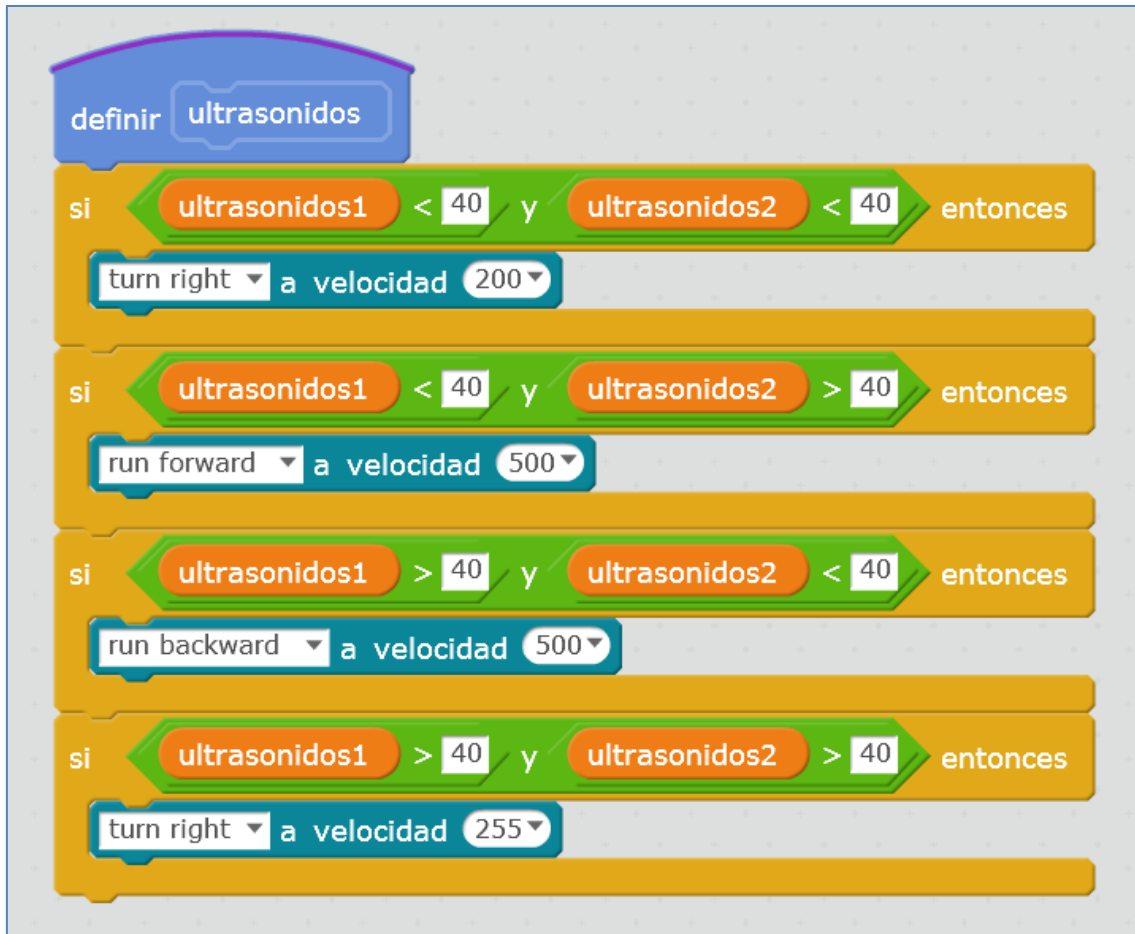 definir ultrasonidos
si ultrasonidos1 < 40 y ultrasonidos2 < 40 entonces
turn right a velocidad 200
si ultrasonidos1 < 40 y ultrasonidos2 > 40 entonces
run forward a velocidad 500
si ultrasonidos1 > 40 y ultrasonidos2 < 40 entonces
run backward a velocidad 500
si ultrasonidos1 > 40 y ultrasonidos2 > 40 entonces
turn right a velocidad 255